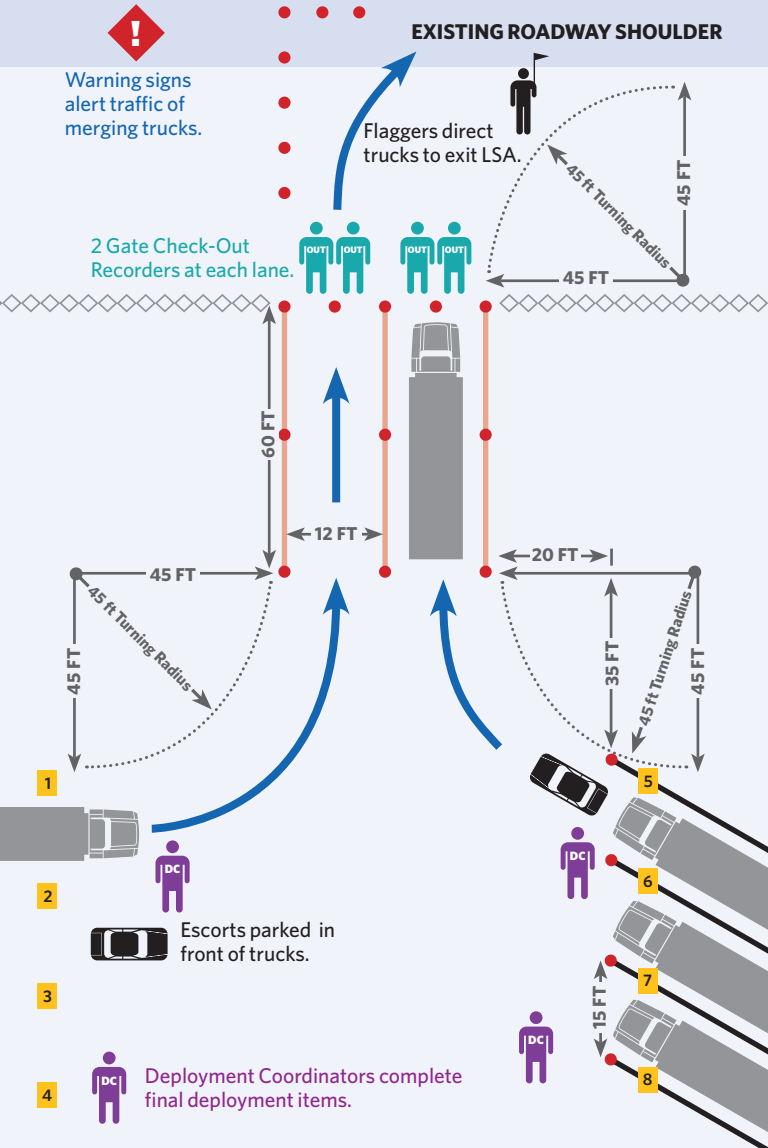 !
EXISTING ROADWAY SHOULDER
Warning signs
alert traffic of
merging trucks.
Flaggers direct
trucks to exit LSA.
45 ft Turning Radius
45 FT
45 FT
2 Gate Check-Out
Recorders at each lane.
OUT
OUT
OUT
OUT
60 FT
12 FT
20 FT
45 FT
45 ft Turning Radius
45 FT
35 FT
45 ft Turning Radius
45 FT
1
5
DC
DC
2
6
Escorts parked in
front of trucks.
3
7
15 FT
DC
4
8
DC
Deployment Coordinators complete
final deployment items.